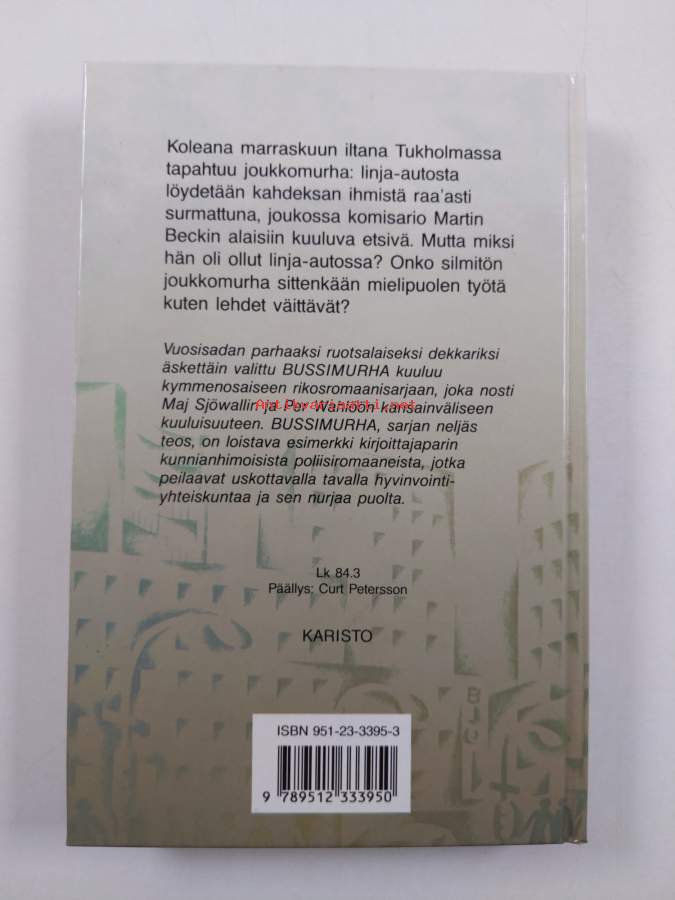 Koleana marraskuun iltana Tukholmassa
tapahtuu joukkomurha: linja-autosta
löydetään kahdeksan ihmistä raa'asti
surmattuna, joukossa komisario Martin
Beckin alaisiin kuuluva etsivä. Mutta miksi
hän oli ollut linja-autossa? Onko silmitön
joukkomurha sittenkään mielipuolen työtä
kuten lehdet väittävät?
Vuosisadan parhaaksi ruotsalaiseksi dekkariksi
äskettäin valittu BUSSIMURHA kuuluu
kymmenosaiseen rikosromaanisarjaan, joka nosti
Maj Sjöwallin ja Per Wahlöön kansainväliseen
kuuluisuuteen. BUSSIMURHA, sarjan neljäs
teos, on loistava esimerkki kirjoittajaparin
kunnianhimoisista poliisiromaaneista, jotka
peilaavat uskottavalla tavalla hyvinvointi-
yhteiskuntaa ja sen nurjaa puolta.
Lk 84.3
Päällys: Curt Petersson
KARISTO
ISBN 951-23-3395-3
9 789512 333950